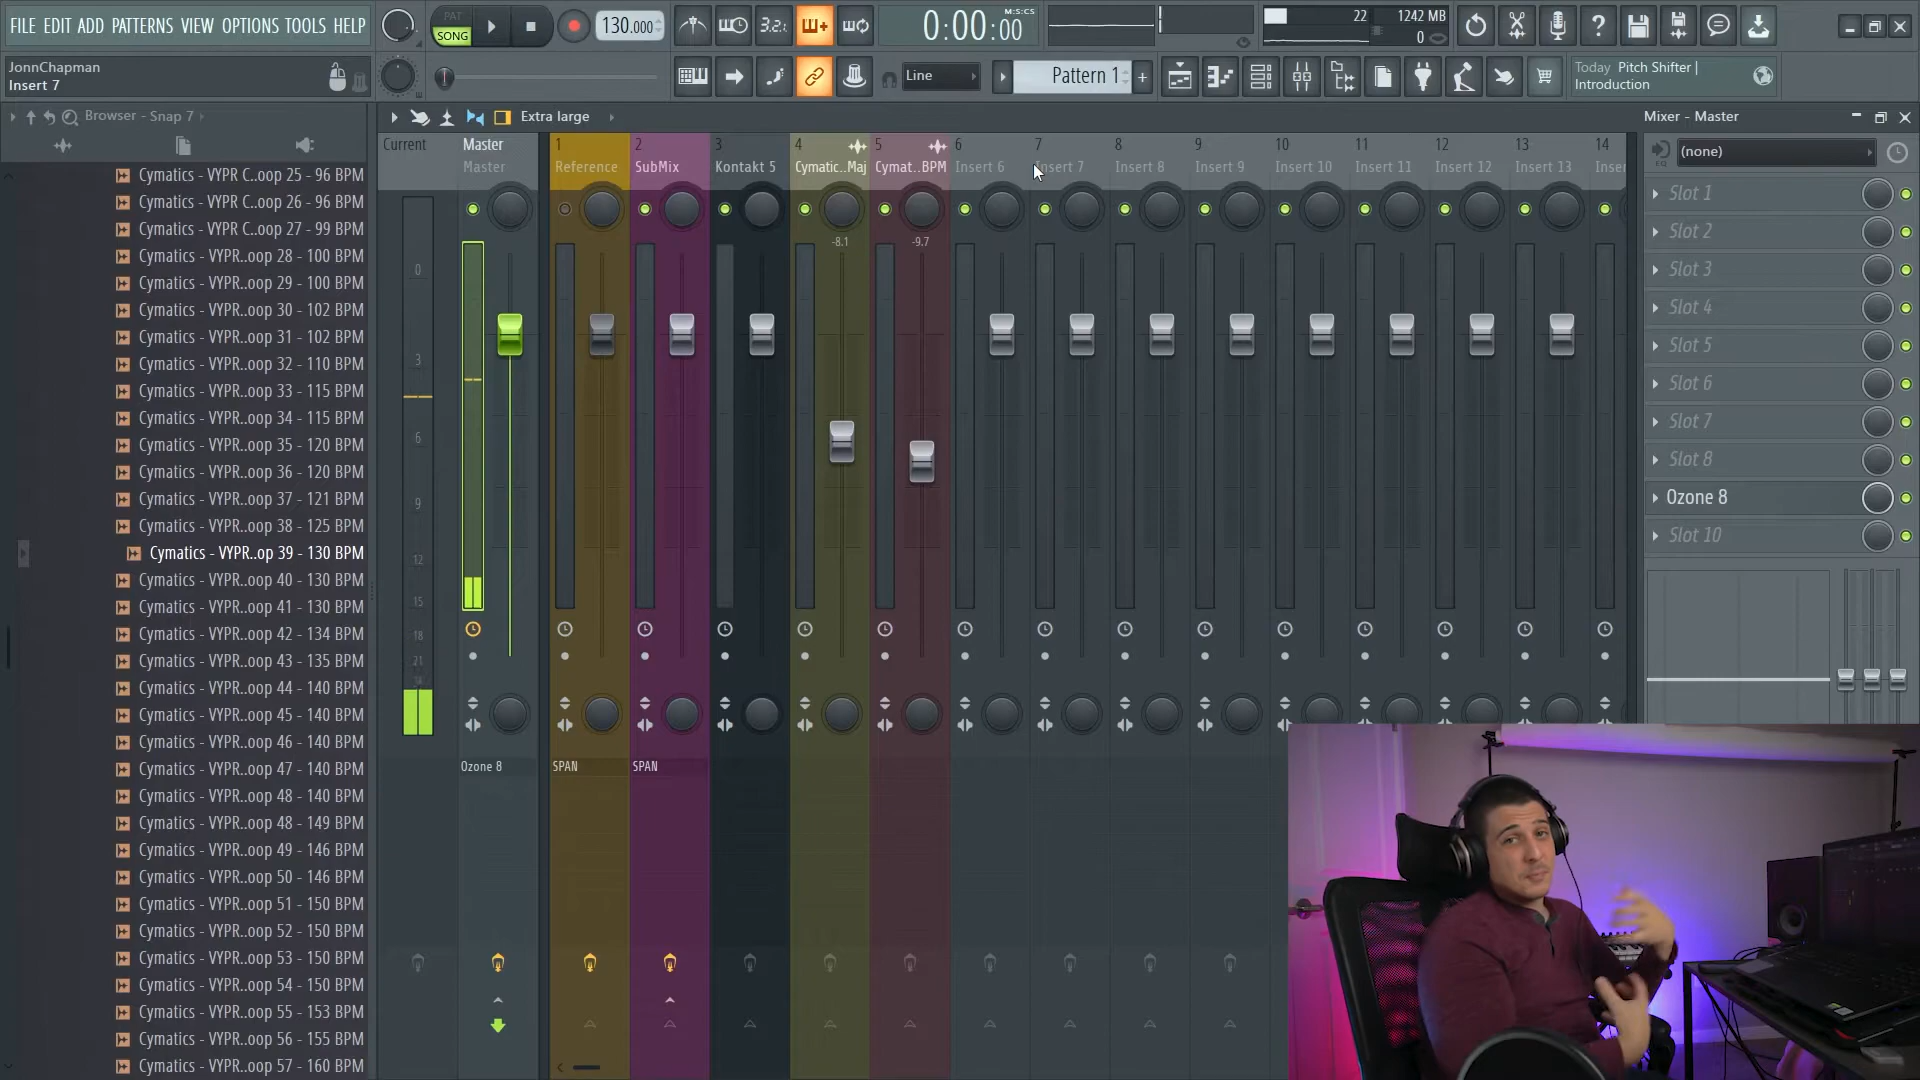 FILE EDIT ADD PATTERNS VIEW OPTIONS TOOLS HELP
PAT
SONG
130.000
3.2.1
0:00:00
M:S:CS
22
1242 MB
0
JonnChapman
Insert 7
Line
Pattern 1
Today Pitch Shifter |
Introduction
Browser - Snap 7
Extra large
Mixer - Master
(none)
Current
Master
Master
1
Reference
2
SubMix
3
Kontakt 5
4
Cymatic..Maj
5
Cymat..BPM
6
Insert 6
7
Insert 7
8
Insert 8
9
Insert 9
10
Insert 10
11
Insert 11
12
Insert 12
13
Insert 13
14
Inser
-8.1
-9.7
0
3
6
9
12
15
18
21
Slot 1
Slot 2
Slot 3
Slot 4
Slot 5
Slot 6
Slot 7
Slot 8
Ozone 8
Slot 10
Ozone 8
SPAN
SPAN
Cymatics - VYPR C..oop 25 - 96 BPM
Cymatics - VYPR C..oop 26 - 96 BPM
Cymatics - VYPR C..oop 27 - 99 BPM
Cymatics - VYPR..oop 28 - 100 BPM
Cymatics - VYPR..oop 29 - 100 BPM
Cymatics - VYPR..oop 30 - 102 BPM
Cymatics - VYPR..oop 31 - 102 BPM
Cymatics - VYPR..oop 32 - 110 BPM
Cymatics - VYPR..oop 33 - 115 BPM
Cymatics - VYPR..oop 34 - 115 BPM
Cymatics - VYPR..oop 35 - 120 BPM
Cymatics - VYPR..oop 36 - 120 BPM
Cymatics - VYPR..oop 37 - 121 BPM
Cymatics - VYPR..oop 38 - 125 BPM
Cymatics - VYPR..op 39 - 130 BPM
Cymatics - VYPR..oop 40 - 130 BPM
Cymatics - VYPR..oop 41 - 130 BPM
Cymatics - VYPR..oop 42 - 134 BPM
Cymatics - VYPR..oop 43 - 135 BPM
Cymatics - VYPR..oop 44 - 140 BPM
Cymatics - VYPR..oop 45 - 140 BPM
Cymatics - VYPR..oop 46 - 140 BPM
Cymatics - VYPR..oop 47 - 140 BPM
Cymatics - VYPR..oop 48 - 140 BPM
Cymatics - VYPR..oop 48 - 149 BPM
Cymatics - VYPR..oop 49 - 146 BPM
Cymatics - VYPR..oop 50 - 146 BPM
Cymatics - VYPR..oop 51 - 150 BPM
Cymatics - VYPR..oop 52 - 150 BPM
Cymatics - VYPR..oop 53 - 150 BPM
Cymatics - VYPR..oop 54 - 150 BPM
Cymatics - VYPR..oop 55 - 153 BPM
Cymatics - VYPR..oop 56 - 155 BPM
Cymatics - VYPR..oop 57 - 160 BPM